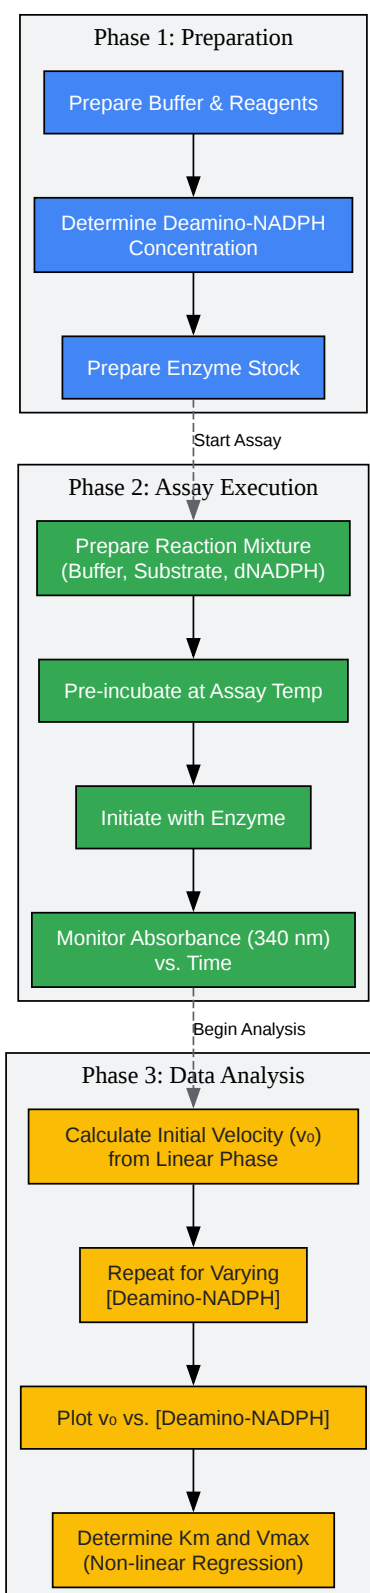 Phase 1: Preparation
Prepare Buffer & Reagents
Determine Deamino-NADPH
Concentration
Prepare Enzyme Stock
Start Assay
Phase 2: Assay Execution
Prepare Reaction Mixture
(Buffer, Substrate, dNADPH)
Pre-incubate at Assay Temp
Initiate with Enzyme
Monitor Absorbance (340 nm)
vs. Time
Begin Analysis
Phase 3: Data Analysis
Calculate Initial Velocity (v₀)
from Linear Phase
Repeat for Varying
[Deamino-NADPH]
Plot v₀ vs. [Deamino-NADPH]
Determine Km and Vmax
(Non-linear Regression)